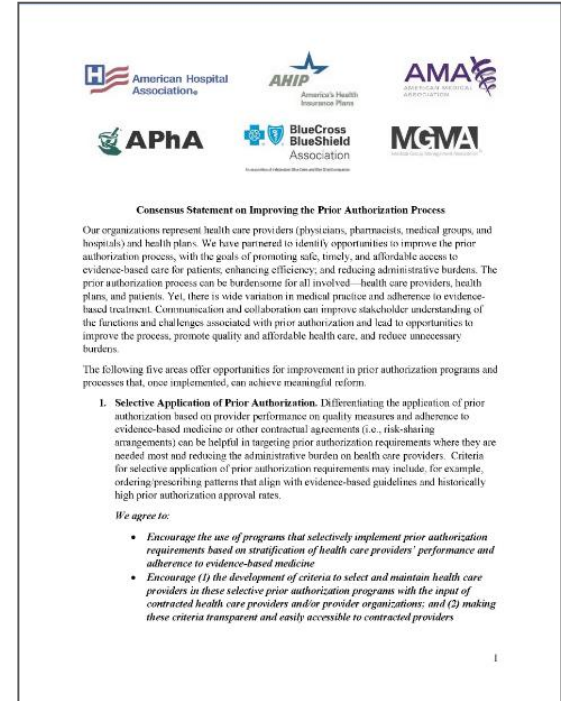 H American Hospital
Association®
AHIP
America's Health
Insurance Plans
AMA
AMERICAN MEDICAL
ASSOCIATION
APhA
BlueCross
BlueShield
Association
An association of independent Blue Cross and Blue Shield companies
MGMA
Medical Group Management Association
Consensus Statement on Improving the Prior Authorization Process
Our organizations represent health care providers (physicians, pharmacists, medical groups, and
hospitals) and health plans. We have partnered to identify opportunities to improve the prior
authorization process, with the goals of promoting safe, timely, and affordable access to
evidence-based care for patients; enhancing efficiency; and reducing administrative burdens. The
prior authorization process can be burdensome for all involved—health care providers, health
plans, and patients. Yet, there is wide variation in medical practice and adherence to evidence-
based treatment. Communication and collaboration can improve stakeholder understanding of
the functions and challenges associated with prior authorization and lead to opportunities to
improve the process, promote quality and affordable health care, and reduce unnecessary
burdens.
The following five areas offer opportunities for improvement in prior authorization programs and
processes that, once implemented, can achieve meaningful reform.
1. Selective Application of Prior Authorization. Differentiating the application of prior
authorization based on provider performance on quality measures and adherence to
evidence-based medicine or other contractual agreements (i.e., risk-sharing
arrangements) can be helpful in targeting prior authorization requirements where they are
needed most and reducing the administrative burden on health care providers. Criteria
for selective application of prior authorization requirements may include, for example,
ordering/prescribing patterns that align with evidence-based guidelines and historically
high prior authorization approval rates.
We agree to:
• Encourage the use of programs that selectively implement prior authorization
requirements based on stratification of health care providers' performance and
adherence to evidence-based medicine
• Encourage (1) the development of criteria to select and maintain health care
providers in these selective prior authorization programs with the input of
contracted health care providers and/or provider organizations; and (2) making
these criteria transparent and easily accessible to contracted providers
1